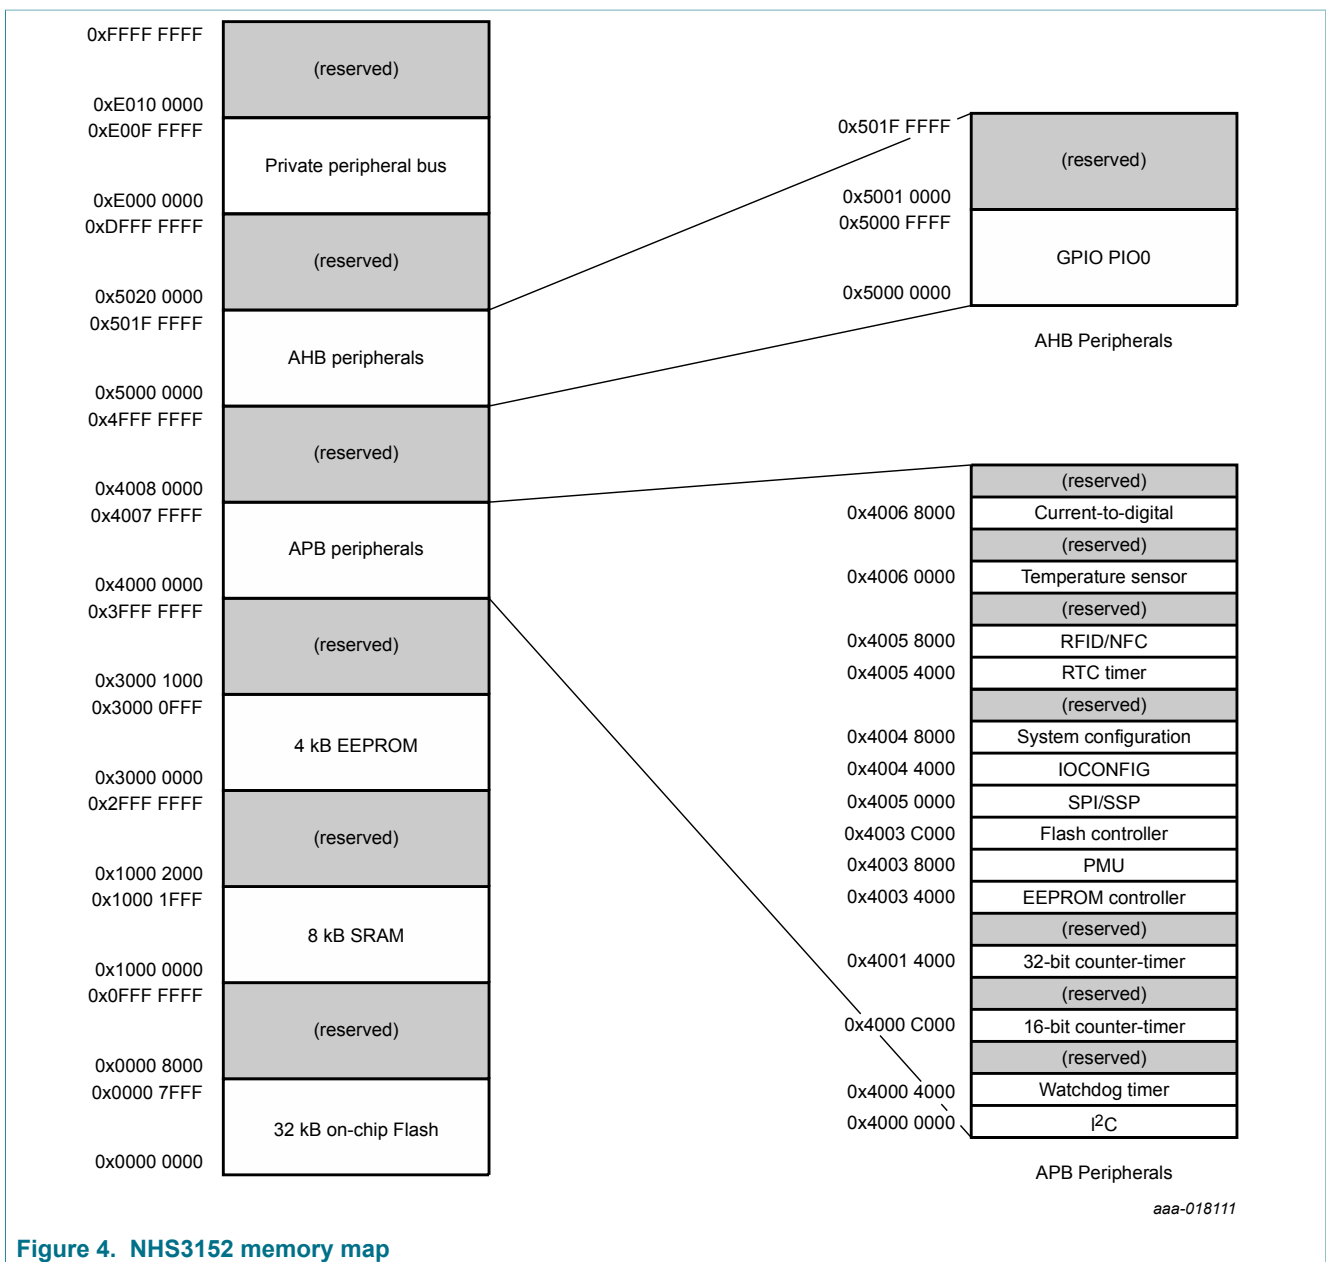 0xFFFF FFFF
(reserved)
0xE010 0000
0xE00F FFFF
Private peripheral bus
0xE000 0000
0xDFFF FFFF
(reserved)
0x5020 0000
0x501F FFFF
AHB peripherals
0x5000 0000
0x4FFF FFFF
(reserved)
0x4008 0000
0x4007 FFFF
APB peripherals
0x4000 0000
0x3FFF FFFF
(reserved)
0x3000 1000
0x3000 0FFF
4 kB EEPROM
0x3000 0000
0x2FFF FFFF
(reserved)
0x1000 2000
0x1000 1FFF
8 kB SRAM
0x1000 0000
0x0FFF FFFF
(reserved)
0x0000 8000
0x0000 7FFF
32 kB on-chip Flash
0x0000 0000
0x501F FFFF
(reserved)
0x5001 0000
0x5000 FFFF
GPIO PIO0
0x5000 0000
AHB Peripherals
(reserved)
0x4006 8000 Current-to-digital
(reserved)
0x4006 0000 Temperature sensor
(reserved)
0x4005 8000 RFID/NFC
0x4005 4000 RTC timer
(reserved)
0x4004 8000 System configuration
0x4004 4000 IOCONFIG
0x4005 0000 SPI/SSP
0x4003 C000 Flash controller
0x4003 8000 PMU
0x4003 4000 EEPROM controller
(reserved)
0x4001 4000 32-bit counter-timer
(reserved)
0x4000 C000 16-bit counter-timer
(reserved)
0x4000 4000 Watchdog timer
0x4000 0000 I2C
APB Peripherals
aaa-018111
Figure 4. NHS3152 memory map